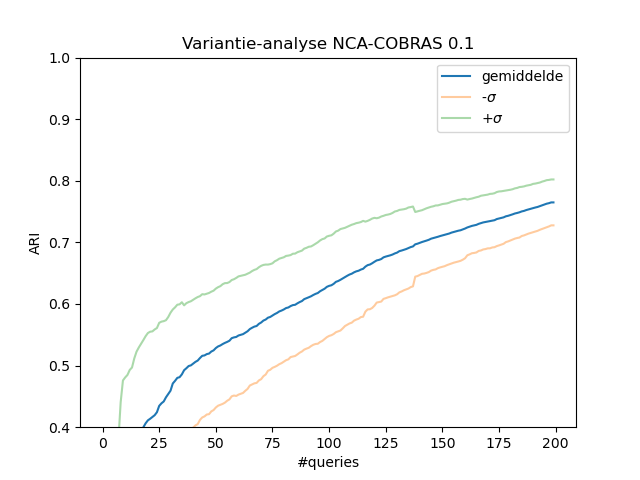 Variantie-analyse NCA-COBRAS 0.1
gemiddelde
-σ
+σ
ARI
1.0
0.9
0.8
0.7
0.6
0.5
0.4
0 25 50 75 100 125 150 175 200
#queries